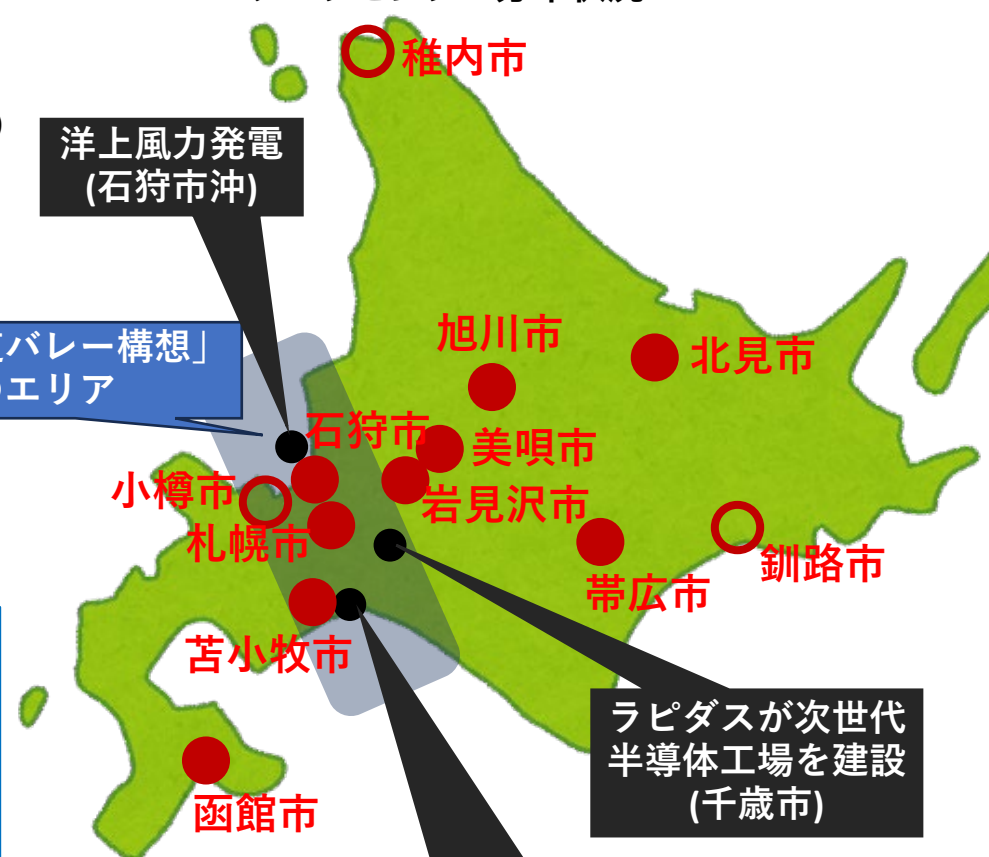 稚内市
洋上風力発電
(石狩市沖)
バレー構想」
エリア
旭川市
北見市
石狩市
美唄市
小樽市
岩見沢市
札幌市
釧路市
帯広市
苫小牧市
ラピダスが次世代
半導体工場を建設
(千歳市)
函館市